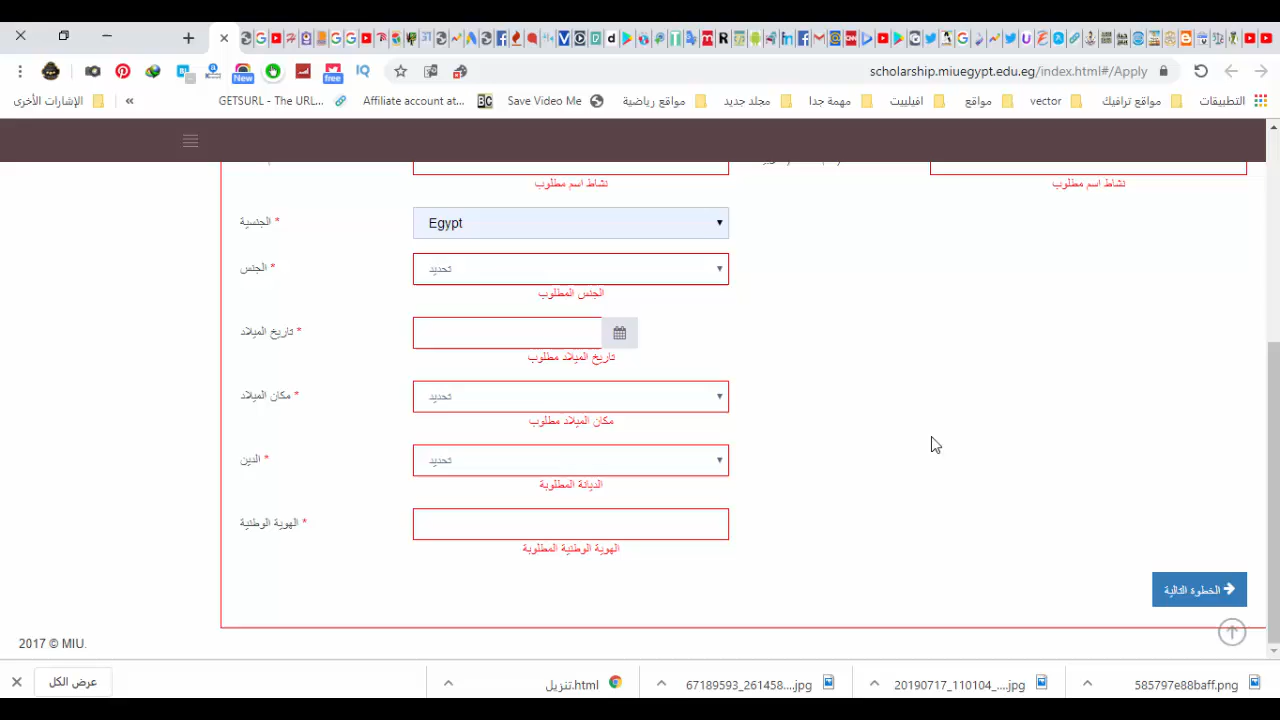 scholarship.miuegypt.edu.eg/index.html#/Apply
التطبيقات
مواقع ترافيك
vector
مواقع
افيلييت
مهمة جدا
مجلد جديد
مواقع رياضية
Save Video Me
Affiliate account at...
GETSURL - The URL...
الإشارات الأخرى
New
free
نشاط اسم مطلوب
نشاط اسم مطلوب
الجنسية *
Egypt
الجنس *
تحديد
الجنس المطلوب
تاريخ الميلاد *
تاريخ الميلاد مطلوب
مكان الميلاد *
تحديد
مكان الميلاد مطلوب
الدين *
تحديد
الديانة المطلوبة
الهوية الوطنية *
الهوية الوطنية المطلوبة
الخطوة التالية
2017 © MIU.
عرض الكل
تنزيل.html
67189593_261458....jpg
20190717_110104_....jpg
585797e88baff.png